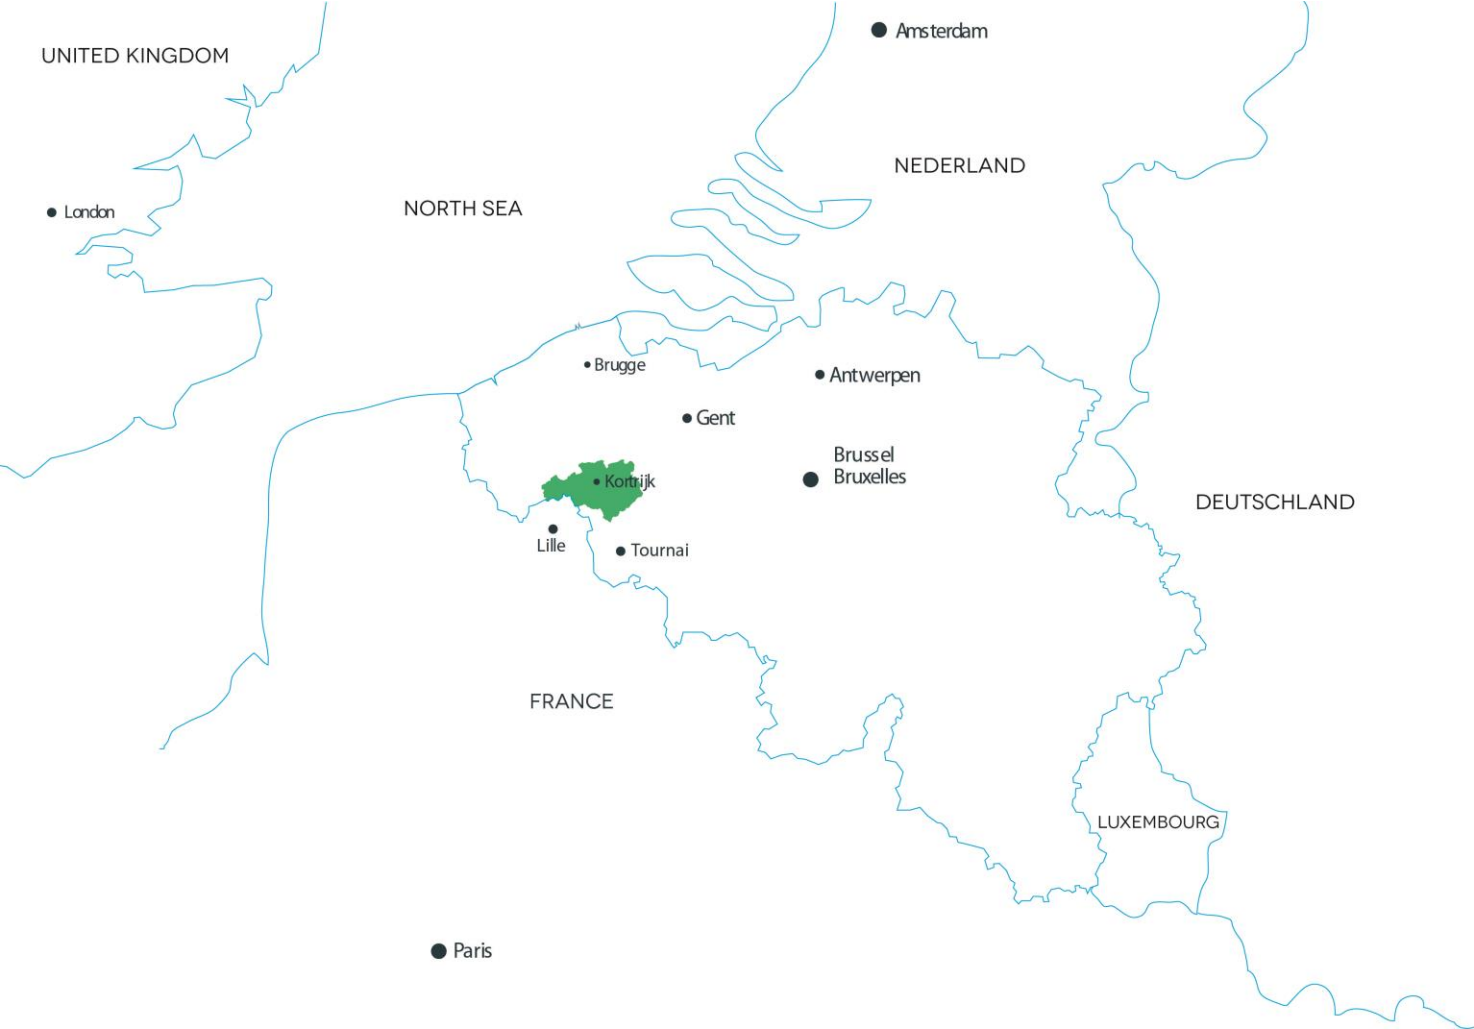 Amsterdam
UNITED KINGDOM
NEDERLAND
NORTH SEA
London
Brugge
Antwerpen
Gent
Brussel
Bruxelles
Kortrijk
DEUTSCHLAND
Lille
Tournai
FRANCE
LUXEMBOURG
Paris